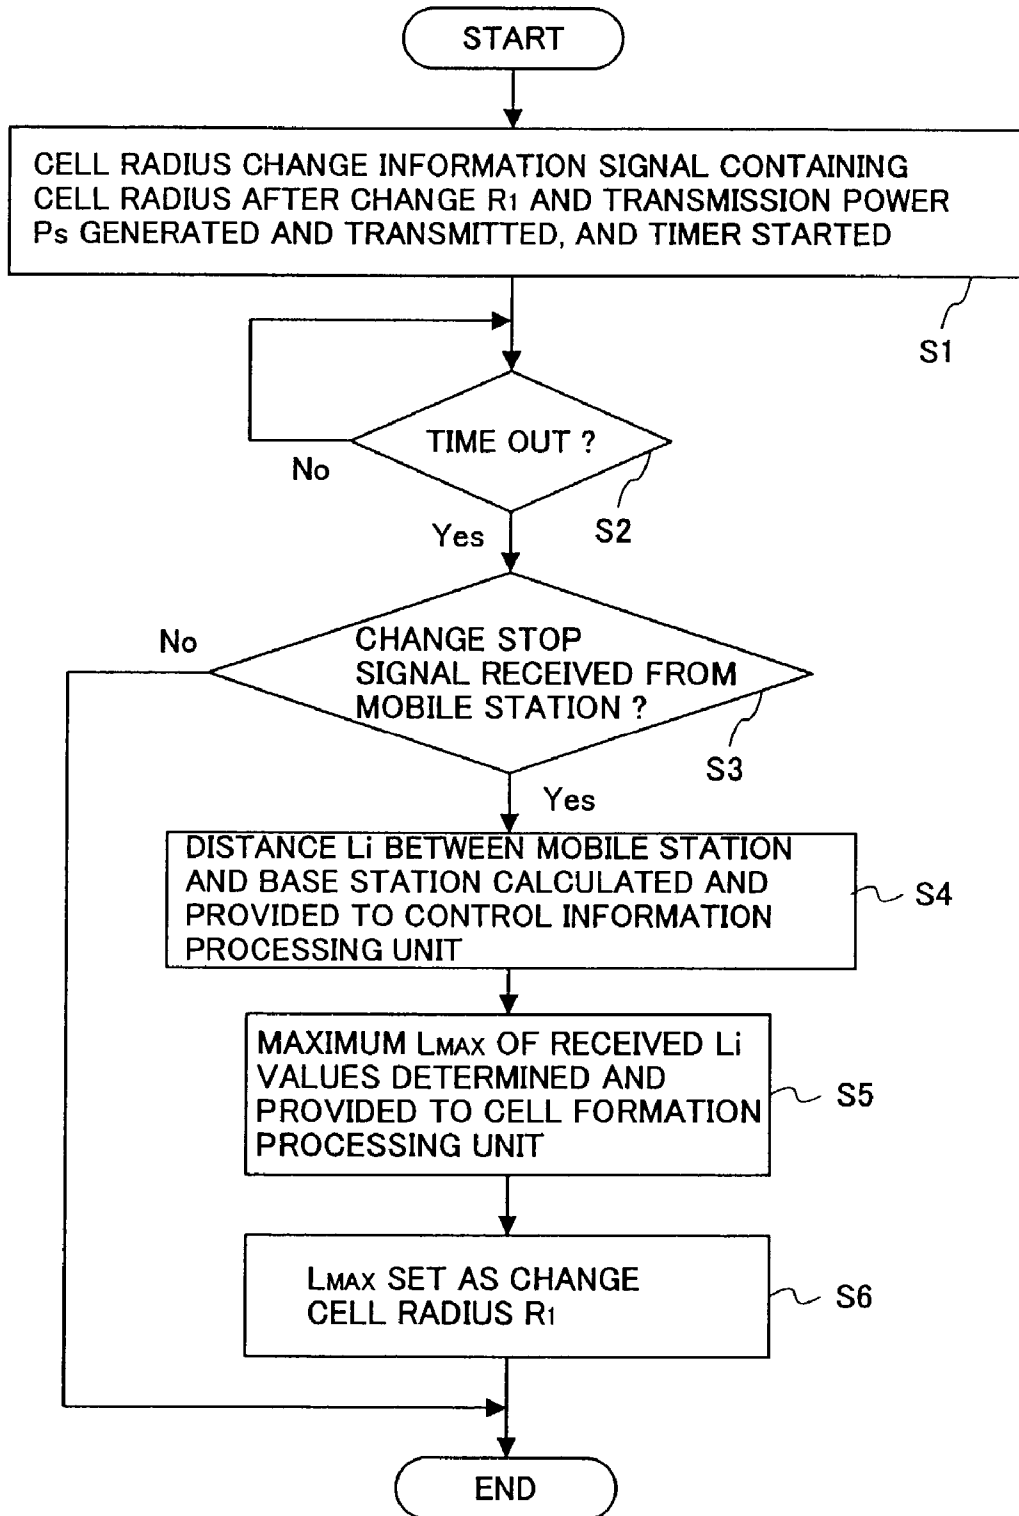 START
CELL RADIUS CHANGE INFORMATION SIGNAL CONTAINING
CELL RADIUS AFTER CHANGE R1 AND TRANSMISSION POWER
Ps GENERATED AND TRANSMITTED, AND TIMER STARTED
S1
TIME OUT ?
No
S2
Yes
No
CHANGE STOP
SIGNAL RECEIVED FROM
MOBILE STATION ?
S3
Yes
DISTANCE Li BETWEEN MOBILE STATION
AND BASE STATION CALCULATED AND
PROVIDED TO CONTROL INFORMATION
PROCESSING UNIT
S4
MAXIMUM LMAX OF RECEIVED Li
VALUES DETERMINED AND
PROVIDED TO CELL FORMATION
PROCESSING UNIT
S5
LMAX SET AS CHANGE
CELL RADIUS R1
S6
END